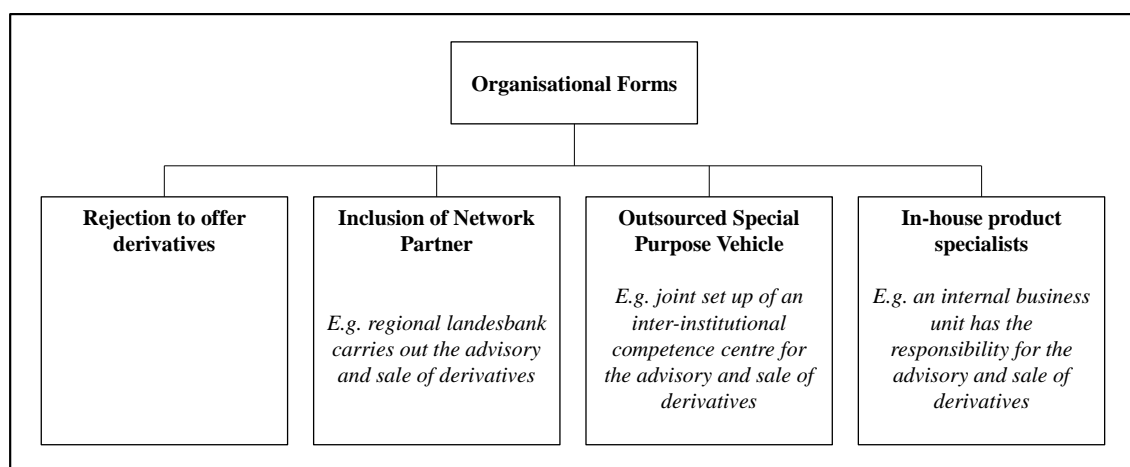 Organisational Forms
Rejection to offer
derivatives
Inclusion of Network
Partner
E.g. regional landesbank
carries out the advisory
and sale of derivatives
Outsourced Special
Purpose Vehicle
E.g. joint set up of an
inter-institutional
competence centre for
the advisory and sale of
derivatives
In-house product
specialists
E.g. an internal business
unit has the
responsibility for the
advisory and sale of
derivatives